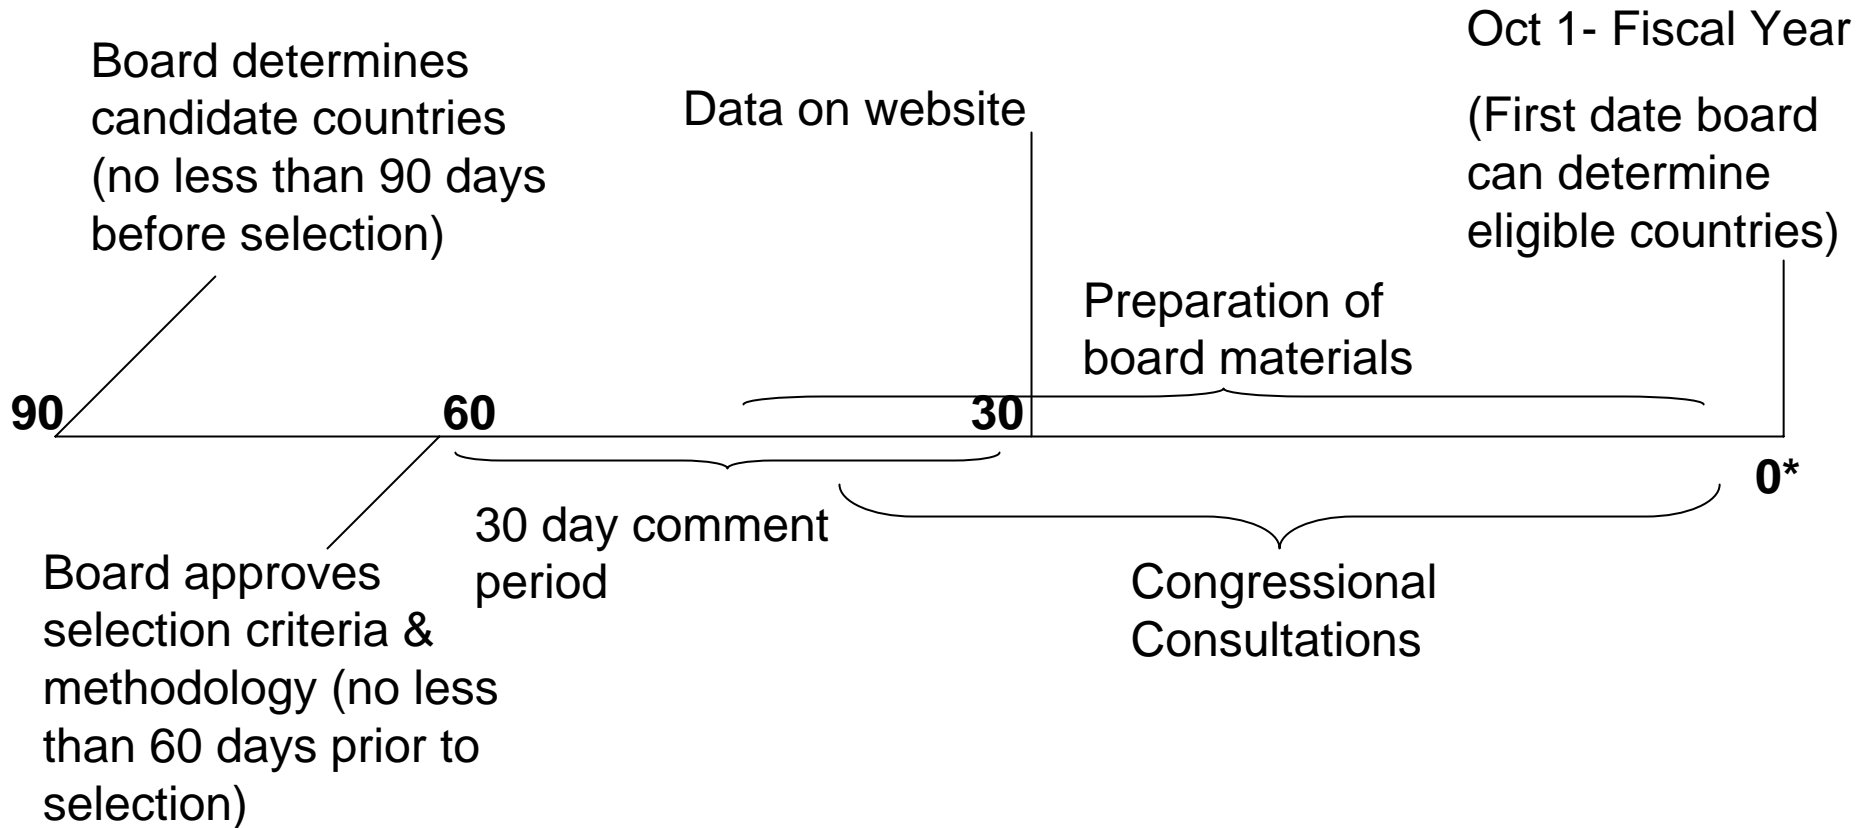 Board determines
candidate countries
(no less than 90 days
before selection)
Data on website
Oct 1- Fiscal Year
(First date board
can determine
eligible countries)
Preparation of
board materials
90
60
30
0*
30 day comment
period
Congressional
Consultations
Board approves
selection criteria &
methodology (no less
than 60 days prior to
selection)